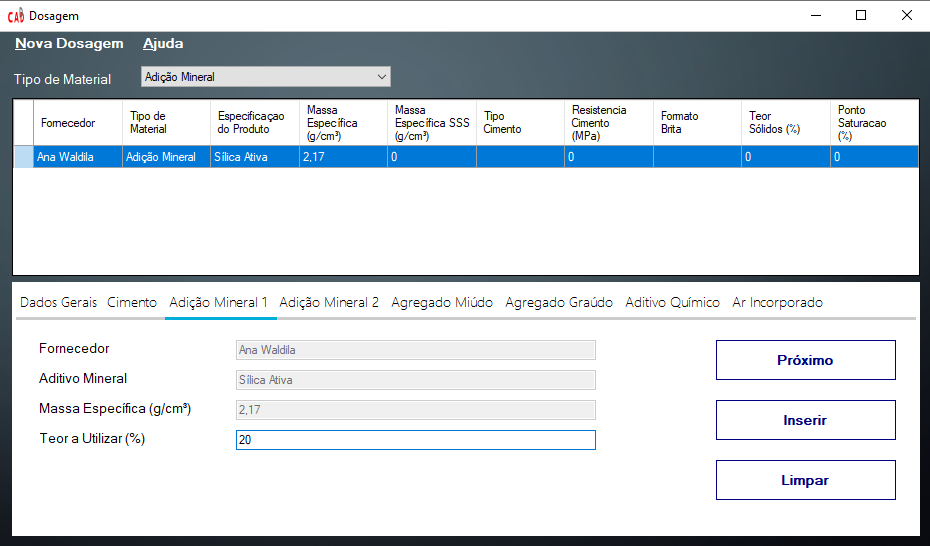 CAD Dosagem
Nova Dosagem Ajuda
Tipo de Material Adição Mineral
Fornecedor
Tipo de
Material
Especificaçao
do Produto
Massa
Específica
(g/cm³)
Massa
Específica SSS
(g/cm³)
Tipo
Cimento
Resistencia
Cimento
(MPa)
Formato
Brita
Teor
Sólidos (%)
Ponto
Saturacao
(%)
Ana Waldila Adição Mineral Sílica Ativa 2,17 0 0 0 0
Dados Gerais Cimento Adição Mineral 1 Adição Mineral 2 Agregado Miúdo Agregado Graúdo Aditivo Químico Ar Incorporado
Fornecedor Ana Waldila
Aditivo Mineral Sílica Ativa
Massa Específica (g/cm³) 2,17
Teor a Utilizar (%) 20
Próximo
Inserir
Limpar